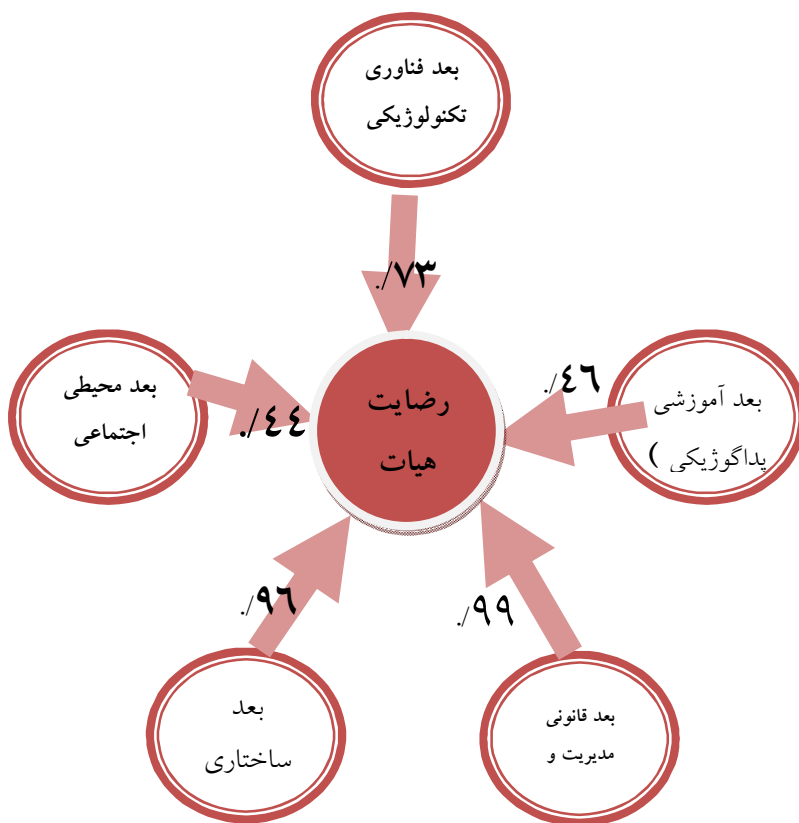 بعد فناوری
تکنولوژیکی
./۷۳
بعد محیطی
اجتماعی
./٤٤
رضایت
هیات
./٤٦
بعد آموزشی
پداگوژیکی (
./۹٦
./۹۹
بعد
ساختاری
بعد قانونی
مدیریت و